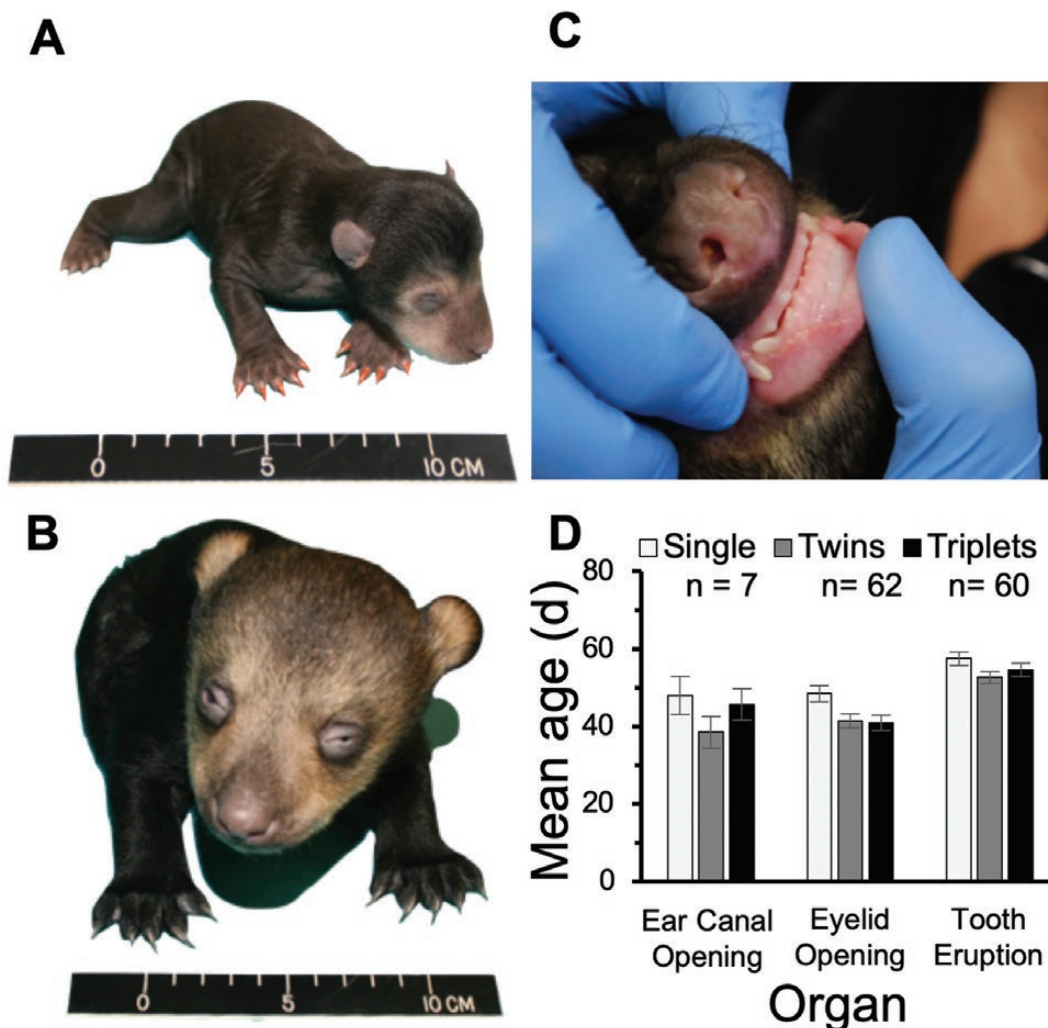 A
0 5 10 CM
B
0 5 10 CM
C
D
Single Twins Triplets
n = 7 n= 62 n= 60
80
60
40
20
0
Mean age (d)
Ear Canal Opening
Eyelid Opening
Tooth Eruption
Organ